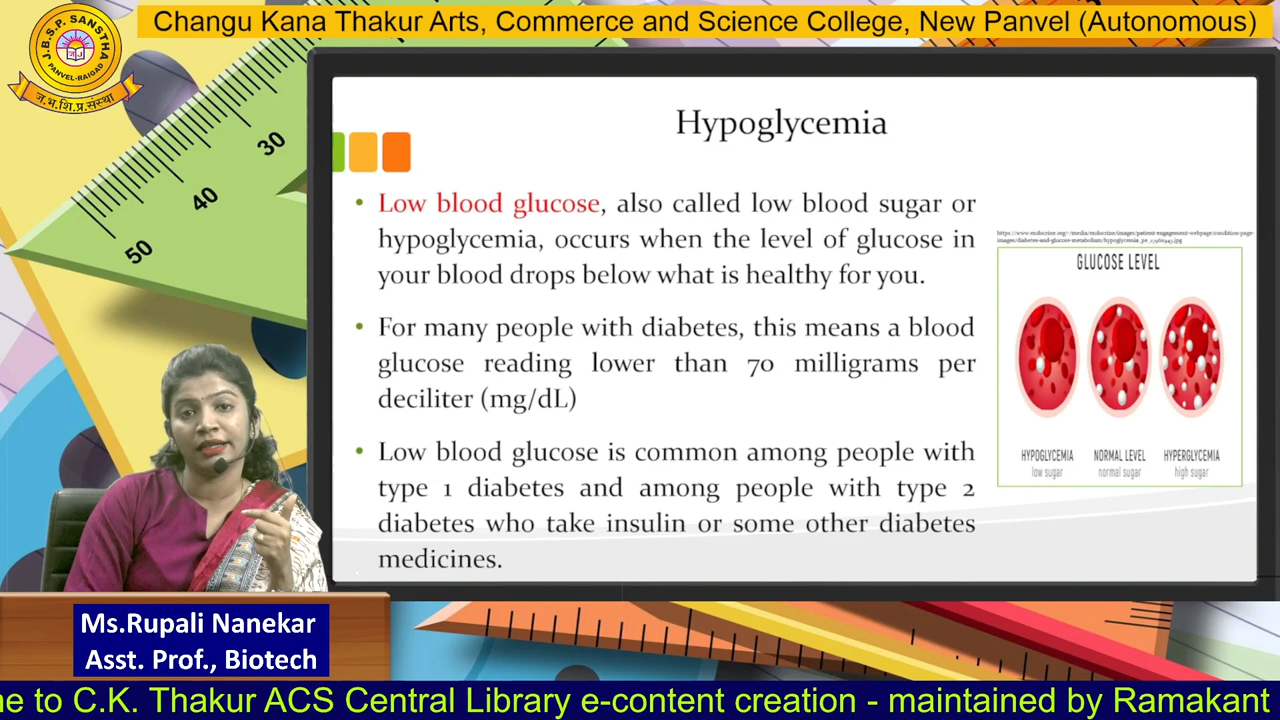 Changu Kana Thakur Arts, Commerce and Science College, New Panvel (Autonomous)
J.B.S.P. SANSTHA
PANVEL-RAIGAD
ज.भ.शि.प्र.संस्था
30
40
50
Hypoglycemia
• Low blood glucose, also called low blood sugar or
hypoglycemia, occurs when the level of glucose in
your blood drops below what is healthy for you.
• For many people with diabetes, this means a blood
glucose reading lower than 70 milligrams per
deciliter (mg/dL)
• Low blood glucose is common among people with
type 1 diabetes and among people with type 2
diabetes who take insulin or some other diabetes
medicines.
GLUCOSE LEVEL
HYPOGLYCEMIA
low sugar
NORMAL LEVEL
normal sugar
HYPERGLYCEMIA
high sugar
Ms.Rupali Nanekar
Asst. Prof., Biotech
me to C.K. Thakur ACS Central Library e-content creation - maintained by Ramakant